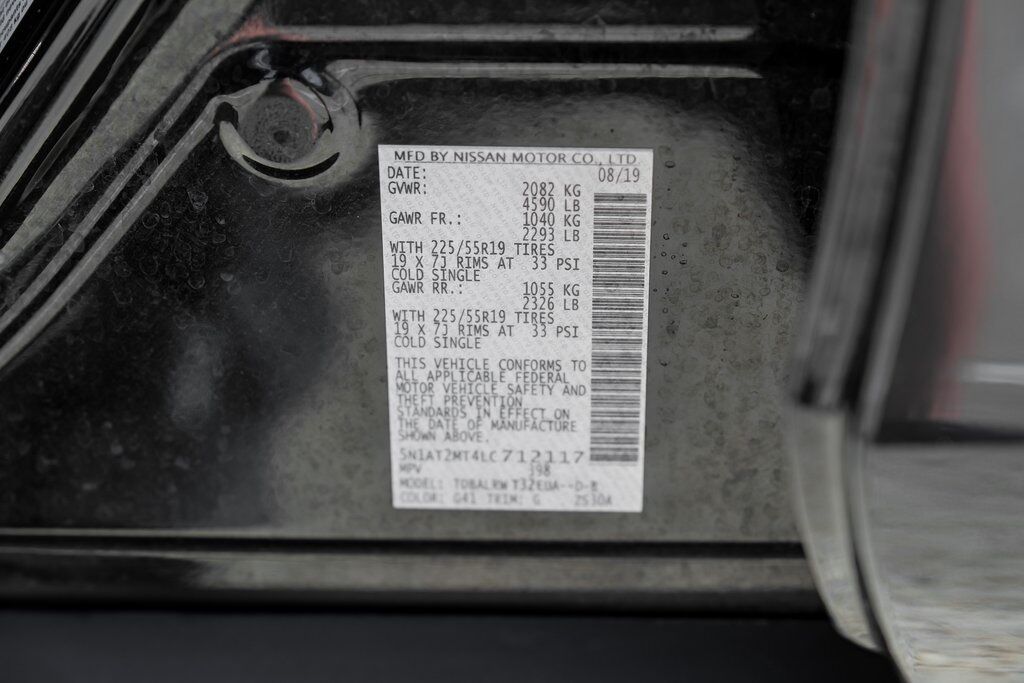 MFD BY NISSAN MOTOR CO., LTD.
DATE: 08/19
GVWR: 2082 KG
4590 LB
GAWR FR.: 1040 KG
2293 LB
WITH 225/55R19 TIRES
19 X 7J RIMS AT 33 PSI
COLD SINGLE
GAWR RR.: 1055 KG
2326 LB
WITH 225/55R19 TIRES
19 X 7J RIMS AT 33 PSI
COLD SINGLE
THIS VEHICLE CONFORMS TO
ALL APPLICABLE FEDERAL
MOTOR VEHICLE SAFETY AND
THEFT PREVENTION
STANDARDS IN EFFECT ON
THE DATE OF MANUFACTURE
SHOWN ABOVE.
5N1AT2MT4LC712117
MPV 398
MODEL:
COLOR: G41 TRIM: G 2S30A